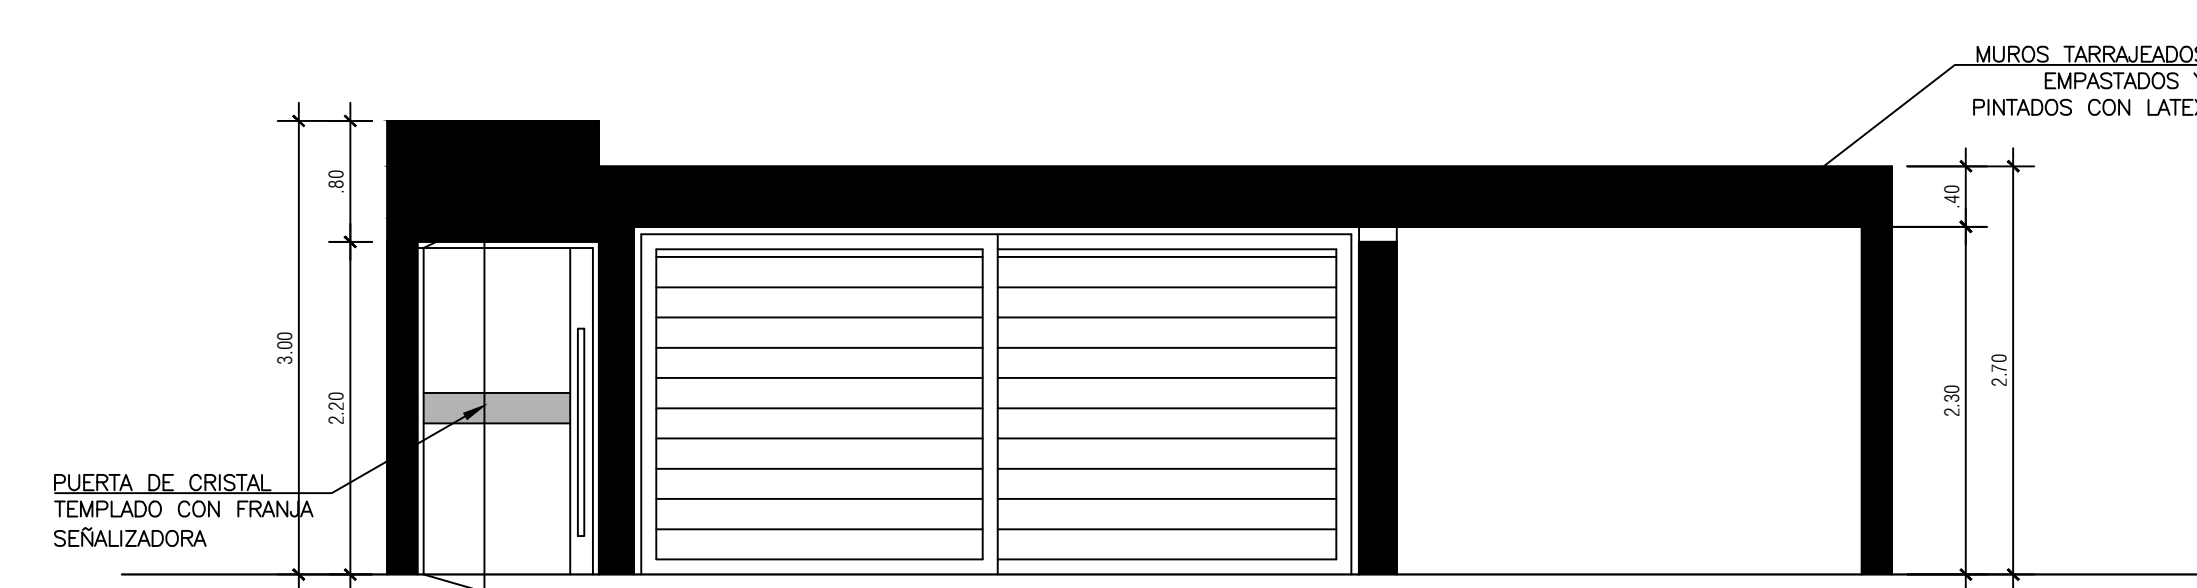 MUROS TARRAJEADOS
EMPASTADOS Y
PINTADOS CON LATEX
.80
.40
3.00
2.20
2.30
2.70
PUERTA DE CRISTAL
TEMPLADO CON FRANJA
SEÑALIZADORA